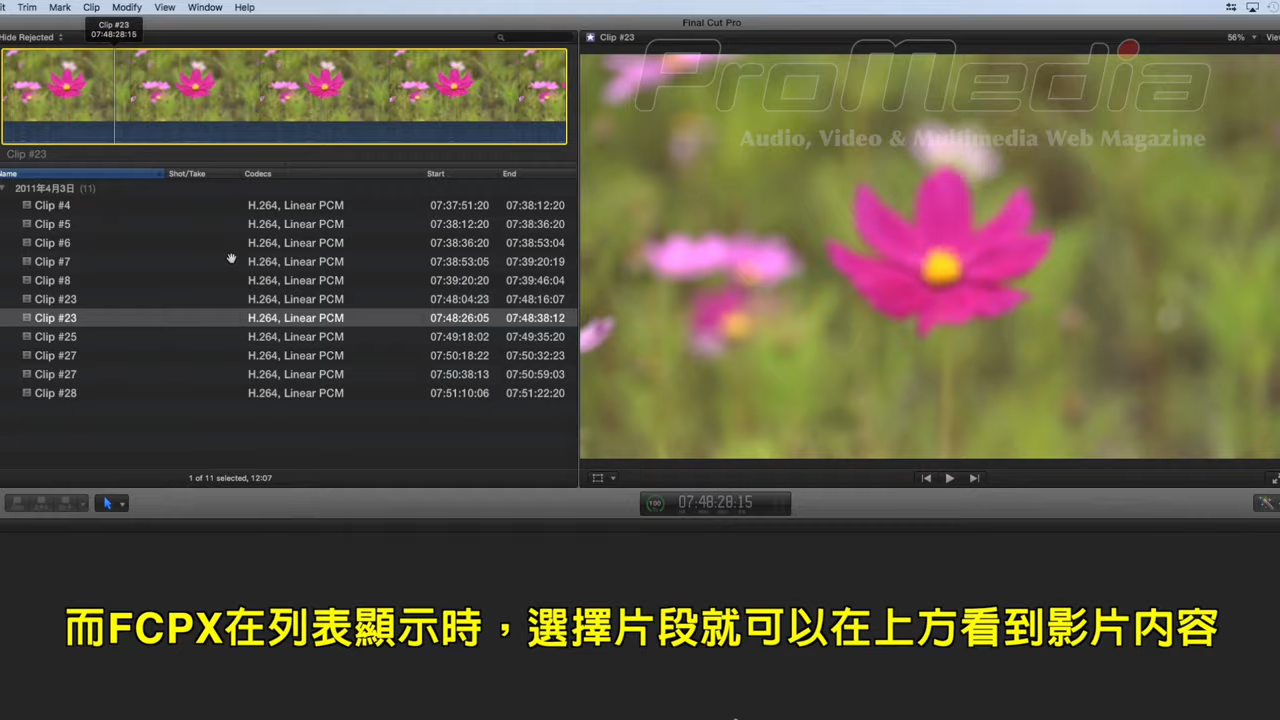 it Trim Mark Clip Modify View Window Help
Final Cut Pro
Clip #23
07:48:28:15
Hide Rejected
Clip #23
56%
View
ProMedia
Audio, Video & Multimedia Web Magazine
Clip #23
Name Shot/Take Codecs Start End
2011年4月3日 (11)
Clip #4 H.264, Linear PCM 07:37:51:20 07:38:12:20
Clip #5 H.264, Linear PCM 07:38:12:20 07:38:36:20
Clip #6 H.264, Linear PCM 07:38:36:20 07:38:53:04
Clip #7 H.264, Linear PCM 07:38:53:05 07:39:20:19
Clip #8 H.264, Linear PCM 07:39:20:20 07:39:46:04
Clip #23 H.264, Linear PCM 07:48:04:23 07:48:16:07
Clip #23 H.264, Linear PCM 07:48:26:05 07:48:38:12
Clip #25 H.264, Linear PCM 07:49:18:02 07:49:35:20
Clip #27 H.264, Linear PCM 07:50:18:22 07:50:32:23
Clip #27 H.264, Linear PCM 07:50:38:13 07:50:59:03
Clip #28 H.264, Linear PCM 07:51:10:06 07:51:22:20
1 of 11 selected, 12:07
100 07:48:28:15
而FCPX在列表顯示時，選擇片段就可以在上方看到影片內容